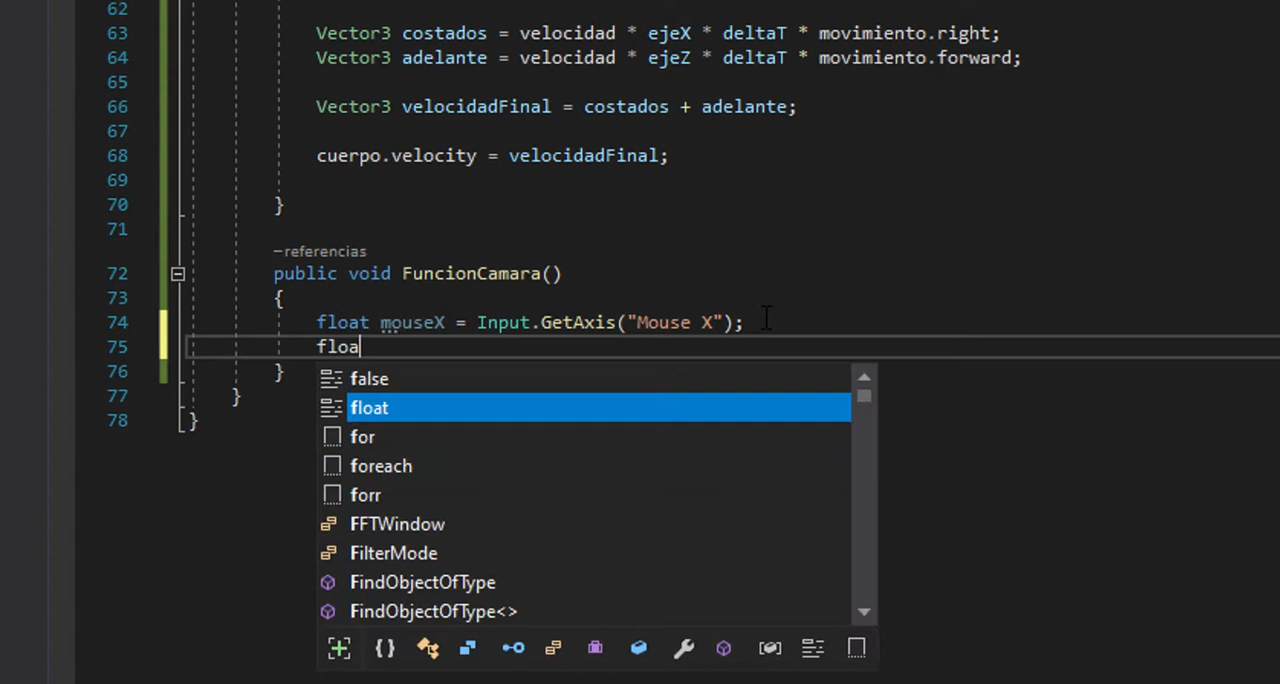 62
63 Vector3 costados = velocidad * ejeX * deltaT * movimiento.right;
64 Vector3 adelante = velocidad * ejeZ * deltaT * movimiento.forward;
65
66 Vector3 velocidadFinal = costados + adelante;
67
68 cuerpo.velocity = velocidadFinal;
69
70 }
71
-referencias
72 public void FuncionCamara()
73 {
74 float mouseX = Input.GetAxis("Mouse X");
75 floa
76 }
77 }
78 }
false
float
for
foreach
forr
FFTWindow
FilterMode
FindObjectOfType
FindObjectOfType<>